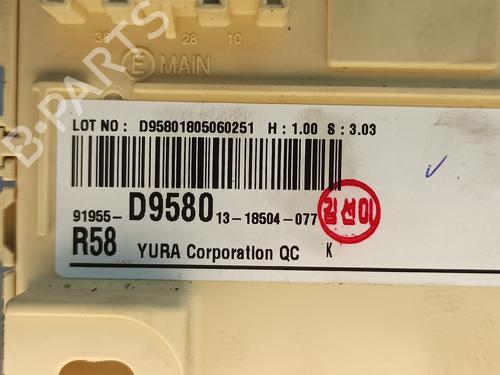 38 28 10
E MAIN
B-PARTS
LOT NO : D95801805060251 H : 1.00 S : 3.03
91955-D9580 13-18504-077
김선미
R58 YURA Corporation QC K